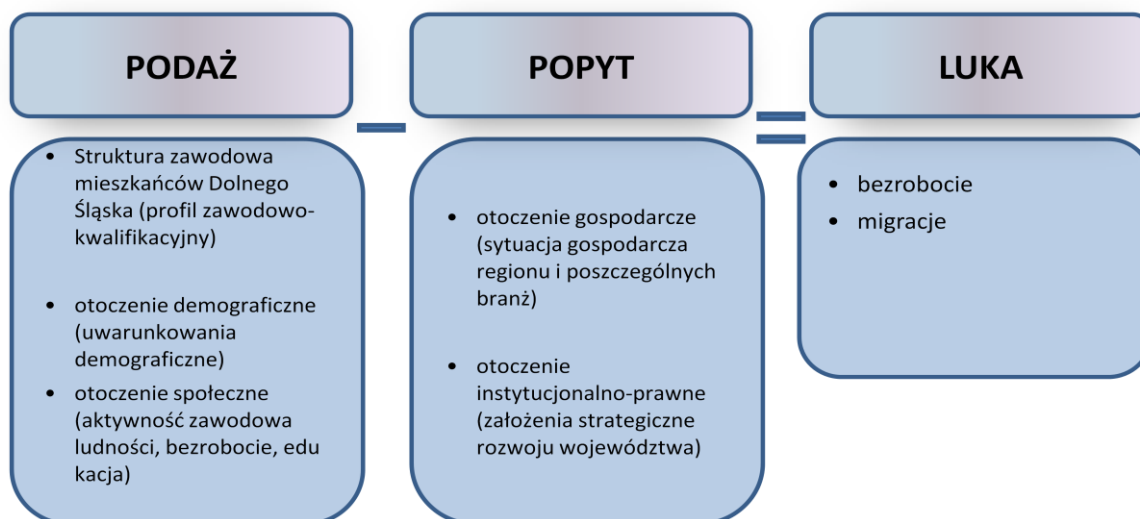 PODAŻ
• Struktura zawodowa
mieszkańców Dolnego
Śląska (profil zawodowo-
kwalifikacyjny)
• otoczenie demograficzne
(uwarunkowania
demograficzne)
• otoczenie społeczne
(aktywność zawodowa
ludności, bezrobocie, edu
kacja)
–
POPYT
• otoczenie gospodarcze
(sytuacja gospodarcza
regionu i poszczególnych
branż)
• otoczenie
instytucjonalno-prawne
(założenia strategiczne
rozwoju województwa)
=
LUKA
• bezrobocie
• migracje